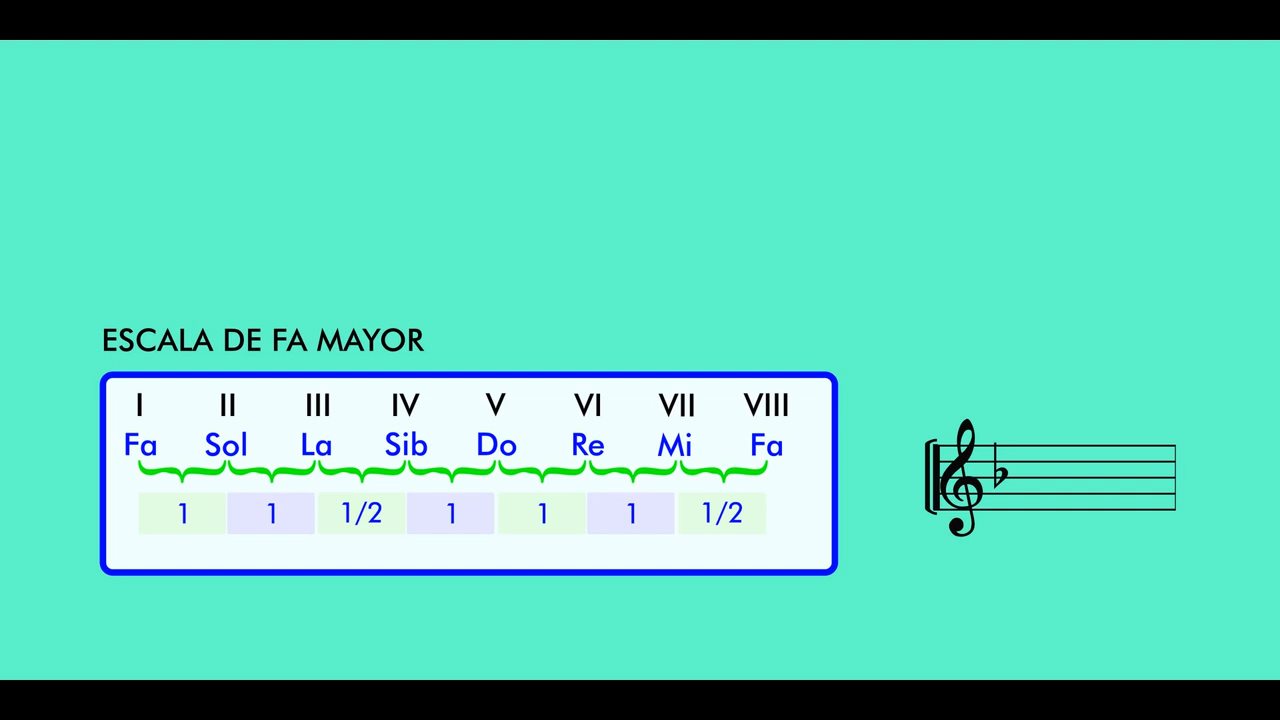 ESCALA DE FA MAYOR
I II III IV V VI VII VIII
Fa Sol La Sib Do Re Mi Fa
1 1 1/2 1 1 1 1/2